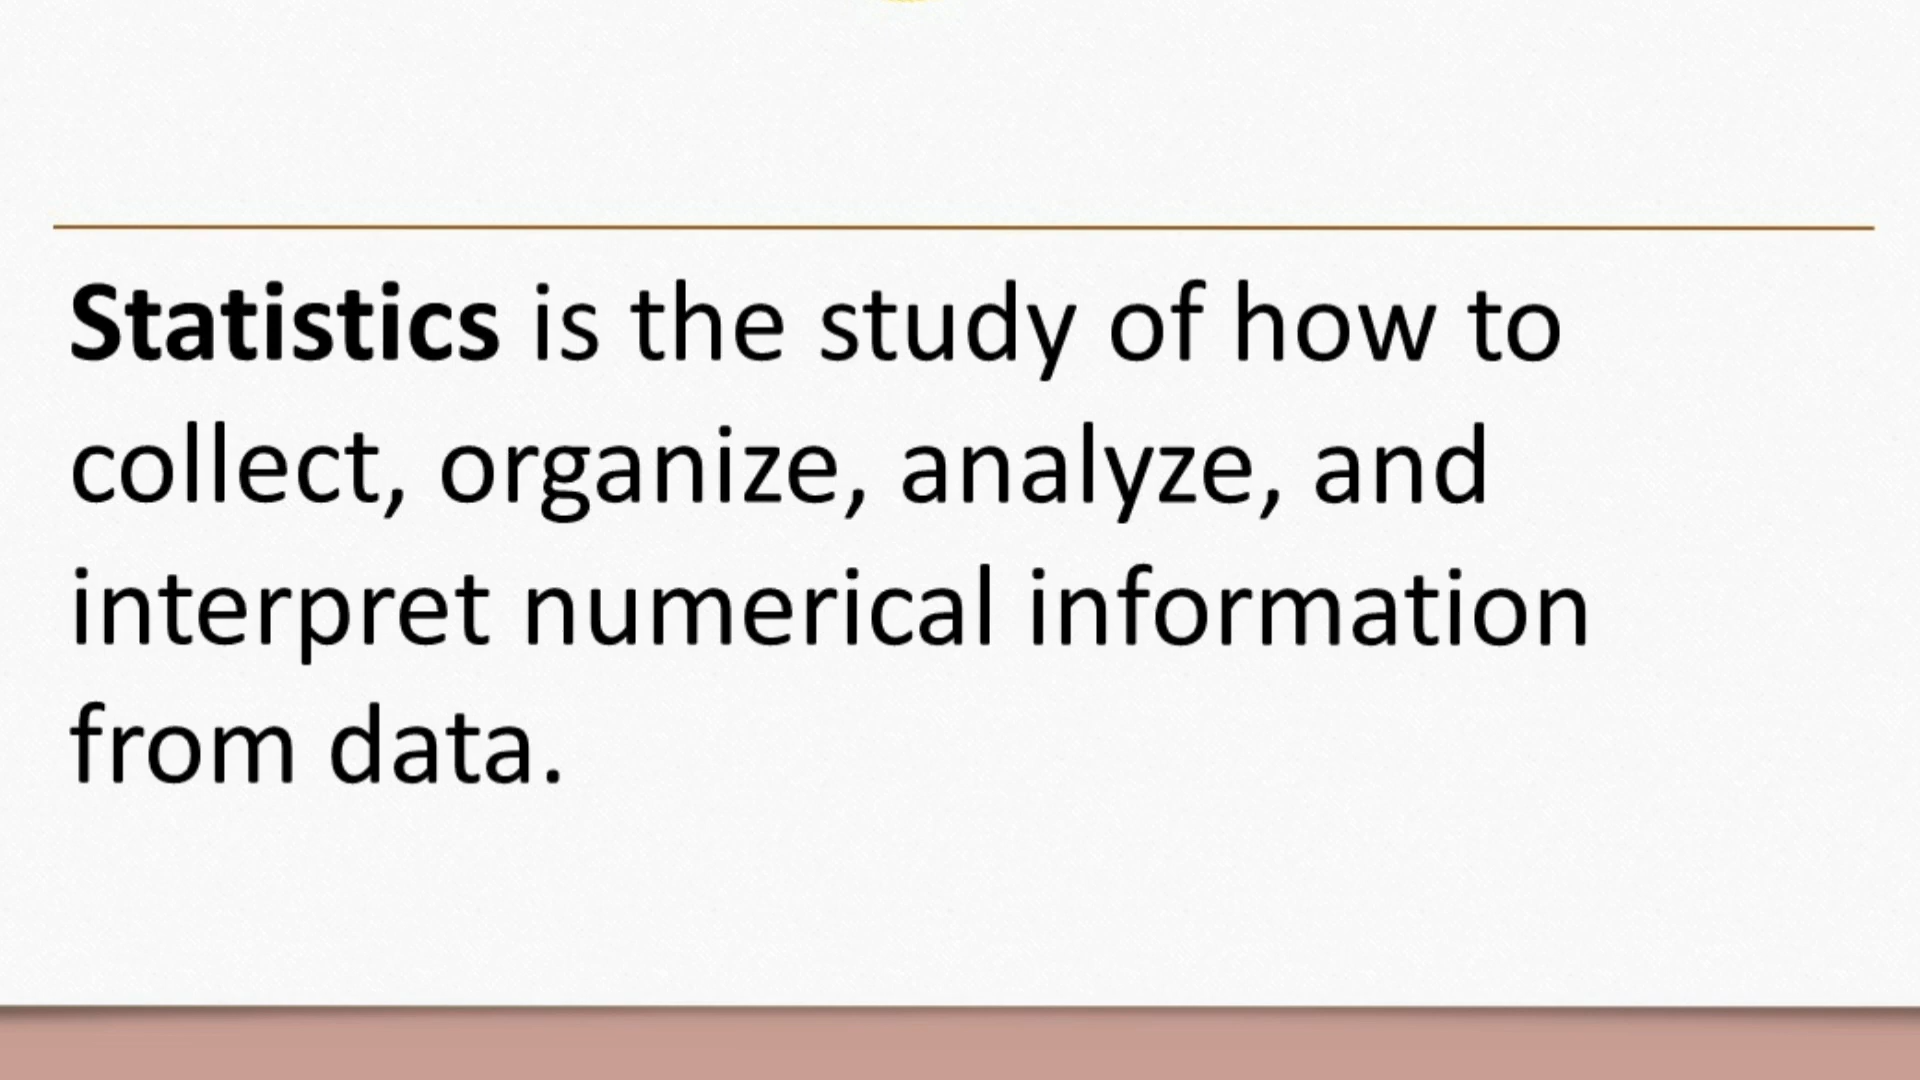 Statistics is the study of how to
collect, organize, analyze, and
interpret numerical information
from data.